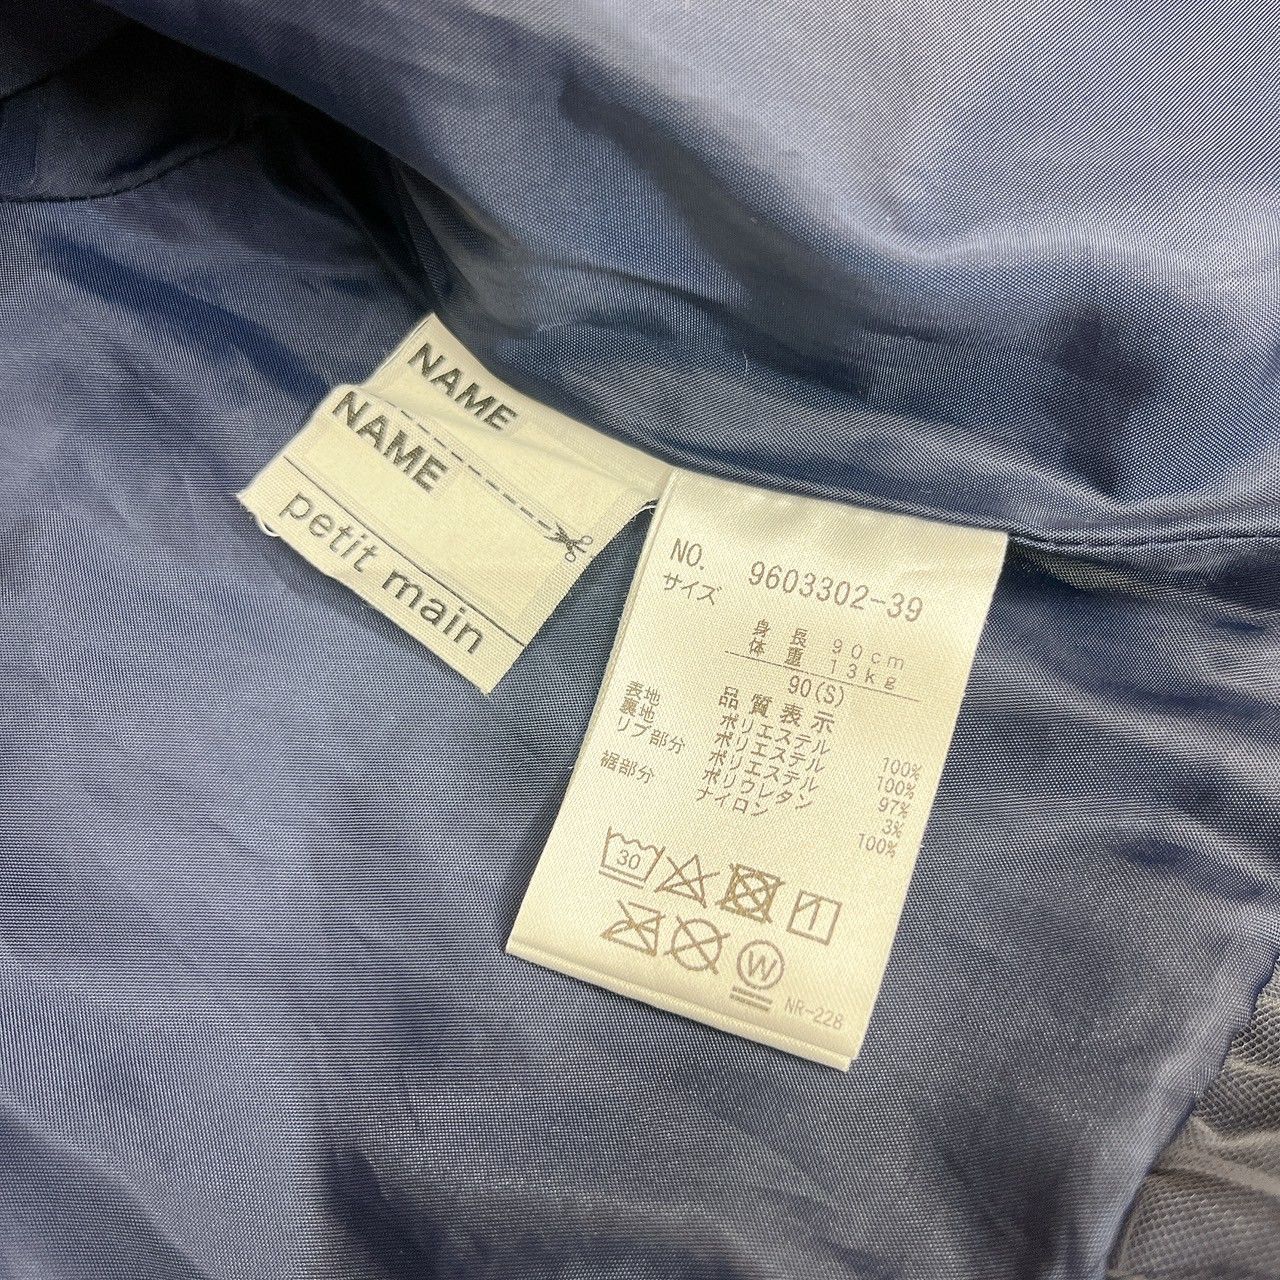 NAME
NAME
petit main
NO. 9603302-39
サイズ
身長 90cm
体重 13kg
90(S)
品質表示
表地 ポリエステル 100%
裏地 ポリエステル 100%
リブ部分 ポリエステル 97%
ポリウレタン 3%
裾部分 ナイロン 100%
30
W
NR-228